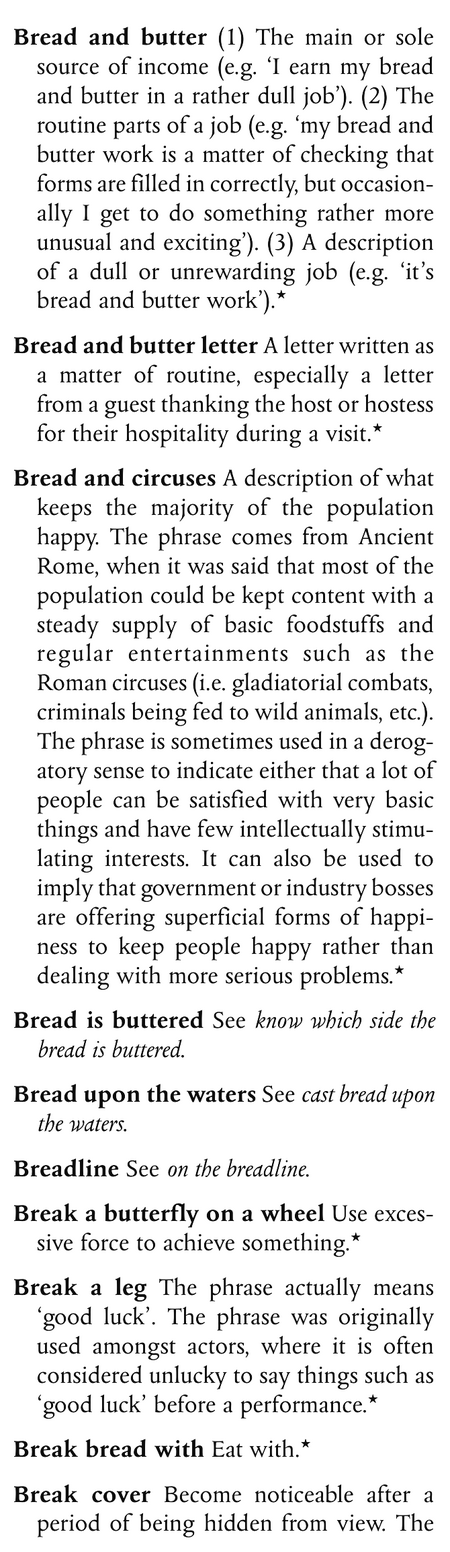 Bread and butter (1) The main or sole
source of income (e.g. ‘I earn my bread
and butter in a rather dull job’). (2) The
routine parts of a job (e.g. ‘my bread and
butter work is a matter of checking that
forms are filled in correctly, but occasion-
ally I get to do something rather more
unusual and exciting’). (3) A description
of a dull or unrewarding job (e.g. ‘it’s
bread and butter work’).★
Bread and butter letter A letter written as
a matter of routine, especially a letter
from a guest thanking the host or hostess
for their hospitality during a visit.★
Bread and circuses A description of what
keeps the majority of the population
happy. The phrase comes from Ancient
Rome, when it was said that most of the
population could be kept content with a
steady supply of basic foodstuffs and
regular entertainments such as the
Roman circuses (i.e. gladiatorial combats,
criminals being fed to wild animals, etc.).
The phrase is sometimes used in a derog-
atory sense to indicate either that a lot of
people can be satisfied with very basic
things and have few intellectually stimu-
lating interests. It can also be used to
imply that government or industry bosses
are offering superficial forms of happi-
ness to keep people happy rather than
dealing with more serious problems.★
Bread is buttered See know which side the
bread is buttered.
Bread upon the waters See cast bread upon
the waters.
Breadline See on the breadline.
Break a butterfly on a wheel Use exces-
sive force to achieve something.★
Break a leg The phrase actually means
‘good luck’. The phrase was originally
used amongst actors, where it is often
considered unlucky to say things such as
‘good luck’ before a performance.★
Break bread with Eat with.★
Break cover Become noticeable after a
period of being hidden from view. The